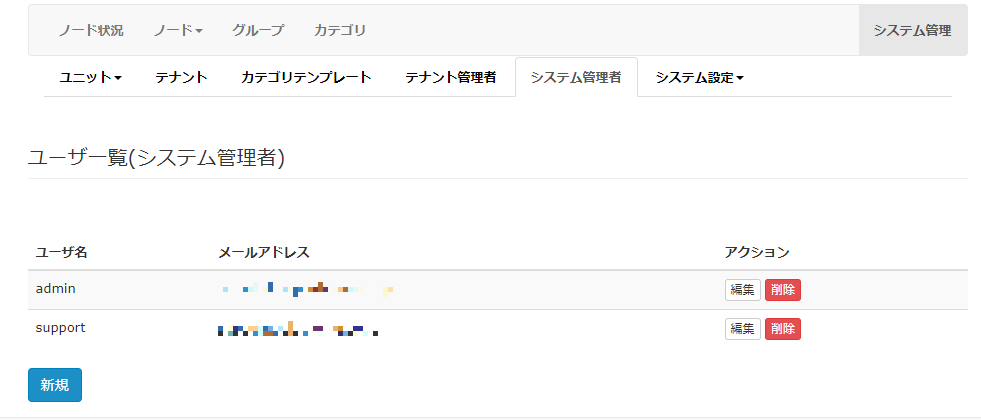 ノード状況 ノード グループ カテゴリ システム管理
ユニット テナント カテゴリテンプレート テナント管理者 システム管理者 システム設定
ユーザ一覧(システム管理者)
ユーザ名 メールアドレス アクション
admin 編集 削除
support 編集 削除
新規